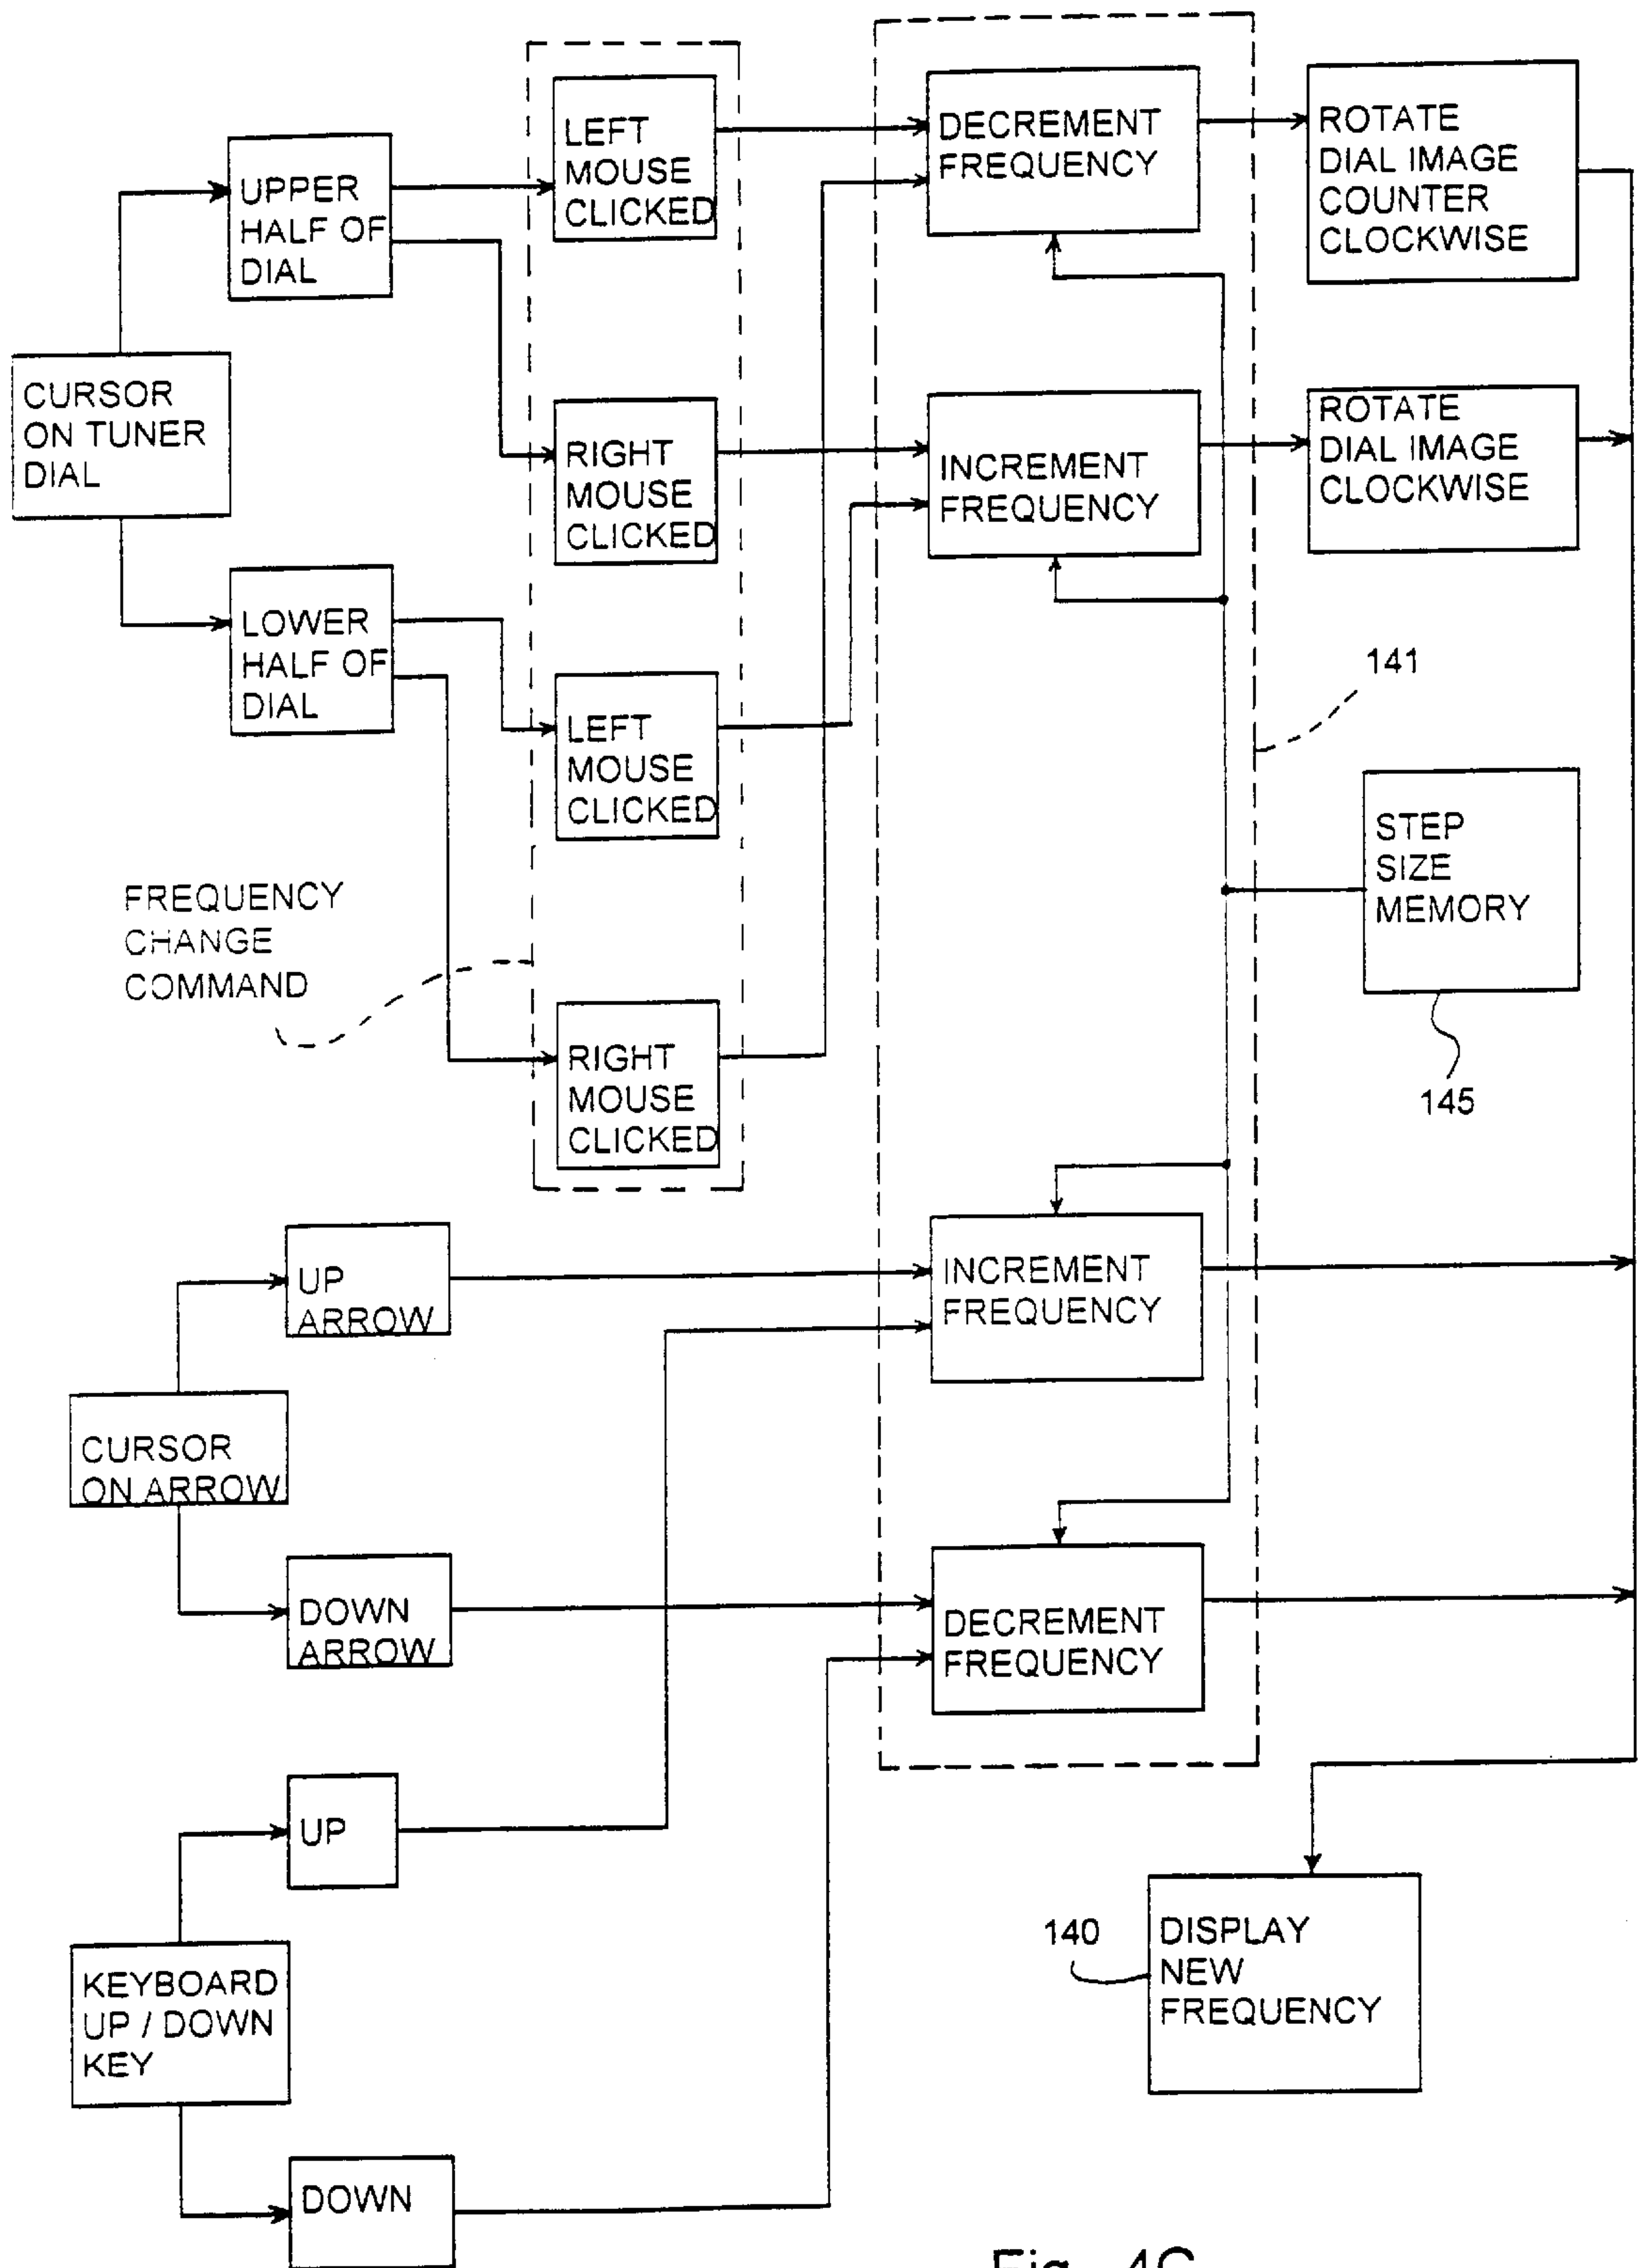 LEFT
MOUSE
CLICKED
DECREMENT
FREQUENCY
ROTATE
DIAL IMAGE
COUNTER
CLOCKWISE
UPPER
HALF OF
DIAL
CURSOR
ON TUNER
DIAL
RIGHT
MOUSE
CLICKED
INCREMENT
FREQUENCY
ROTATE
DIAL IMAGE
CLOCKWISE
LOWER
HALF OF
DIAL
141
LEFT
MOUSE
CLICKED
STEP
SIZE
MEMORY
145
FREQUENCY
CHANGE
COMMAND
RIGHT
MOUSE
CLICKED
UP
ARROW
INCREMENT
FREQUENCY
CURSOR
ON ARROW
DOWN
ARROW
DECREMENT
FREQUENCY
UP
KEYBOARD
UP / DOWN
KEY
140
DISPLAY
NEW
FREQUENCY
DOWN
Fig. 4C